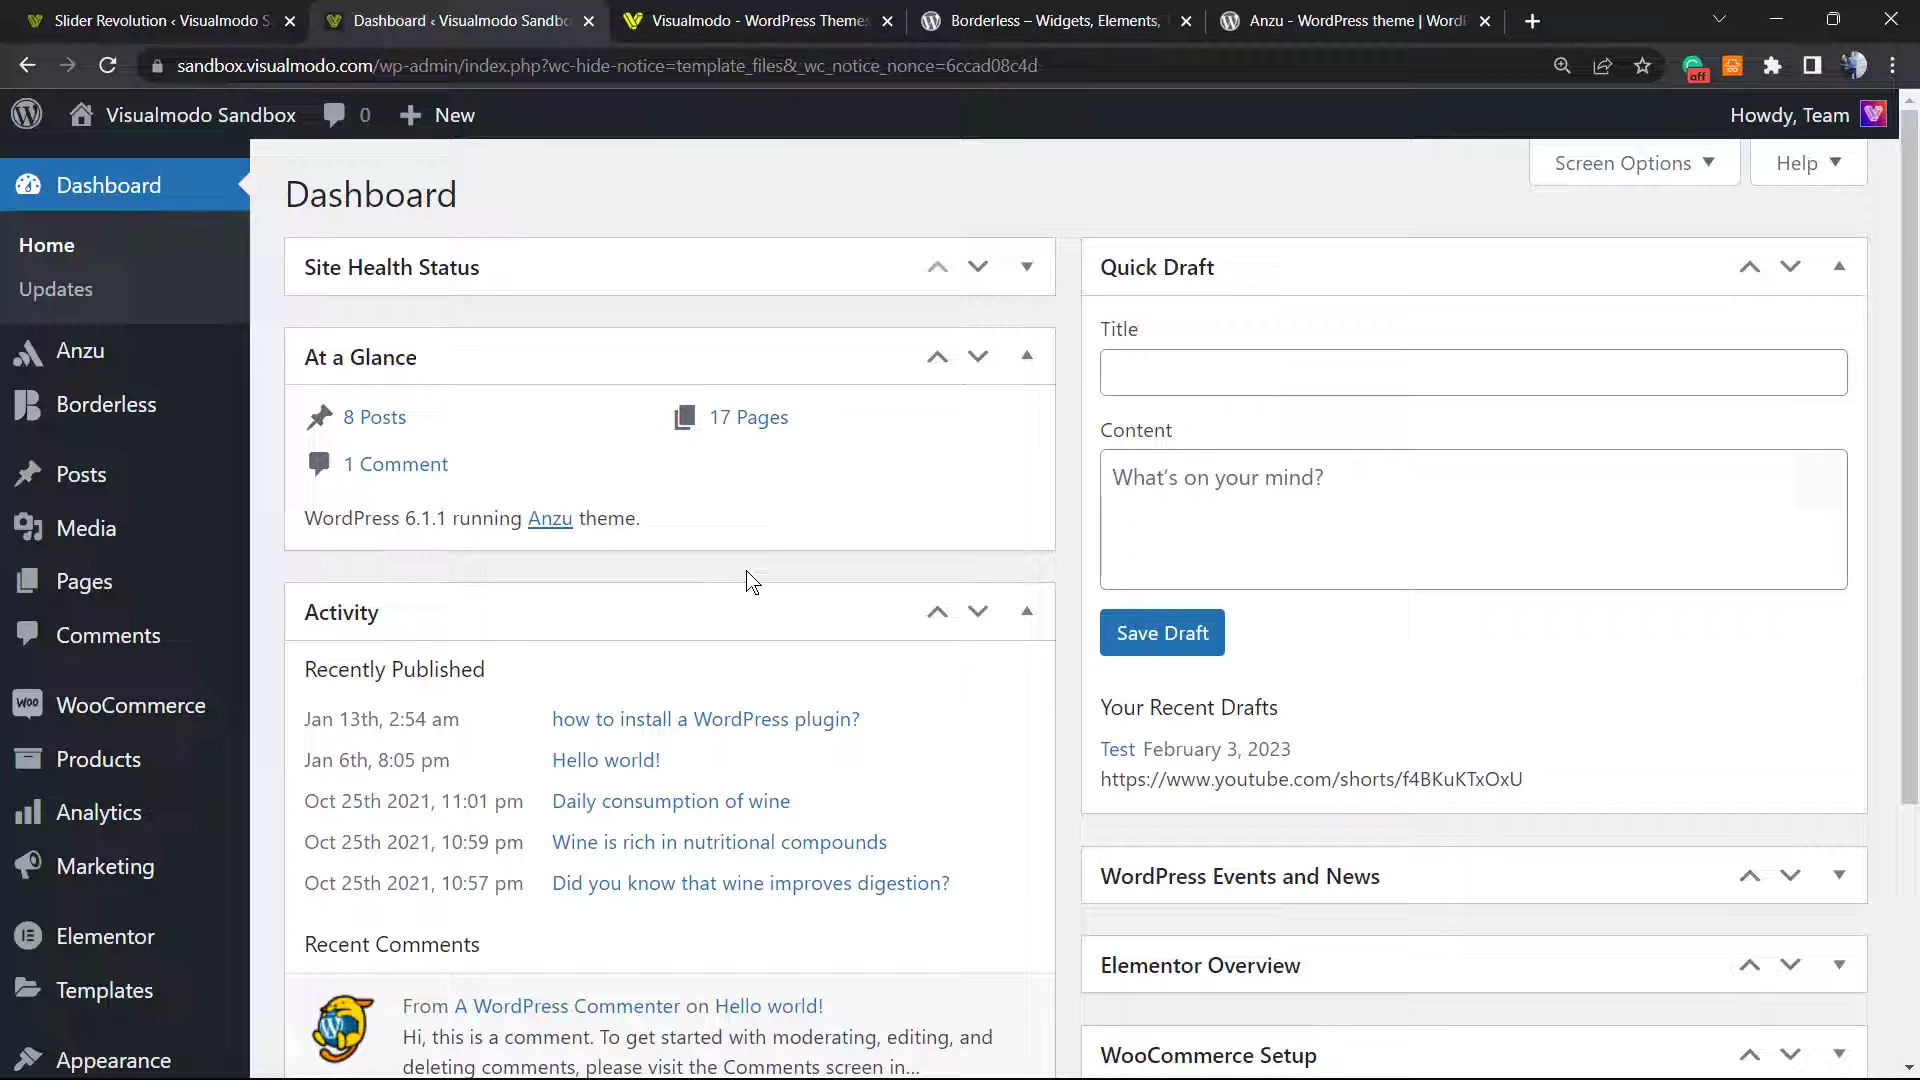 Slider Revolution ‹ Visualmodo S
Dashboard ‹ Visualmodo Sandbo
Visualmodo - WordPress Themes
Borderless – Widgets, Elements,
Anzu - WordPress theme | Word
sandbox.visualmodo.com/wp-admin/index.php?wc-hide-notice=template_files&_wc_notice_nonce=6ccad08c4d
off
Visualmodo Sandbox
0
New
Howdy, Team
Dashboard
Home
Updates
Anzu
Borderless
Posts
Media
Pages
Comments
WOO
WooCommerce
Products
Analytics
Marketing
Elementor
Templates
Appearance
Screen Options
Help
Dashboard
Site Health Status
At a Glance
8 Posts
17 Pages
1 Comment
WordPress 6.1.1 running Anzu theme.
Activity
Recently Published
Jan 13th, 2:54 am how to install a WordPress plugin?
Jan 6th, 8:05 pm Hello world!
Oct 25th 2021, 11:01 pm Daily consumption of wine
Oct 25th 2021, 10:59 pm Wine is rich in nutritional compounds
Oct 25th 2021, 10:57 pm Did you know that wine improves digestion?
Recent Comments
From A WordPress Commenter on Hello world!
Hi, this is a comment. To get started with moderating, editing, and
deleting comments, please visit the Comments screen in...
Quick Draft
Title
Content
What's on your mind?
Save Draft
Your Recent Drafts
Test February 3, 2023
https://www.youtube.com/shorts/f4BKuKTxOxU
WordPress Events and News
Elementor Overview
WooCommerce Setup